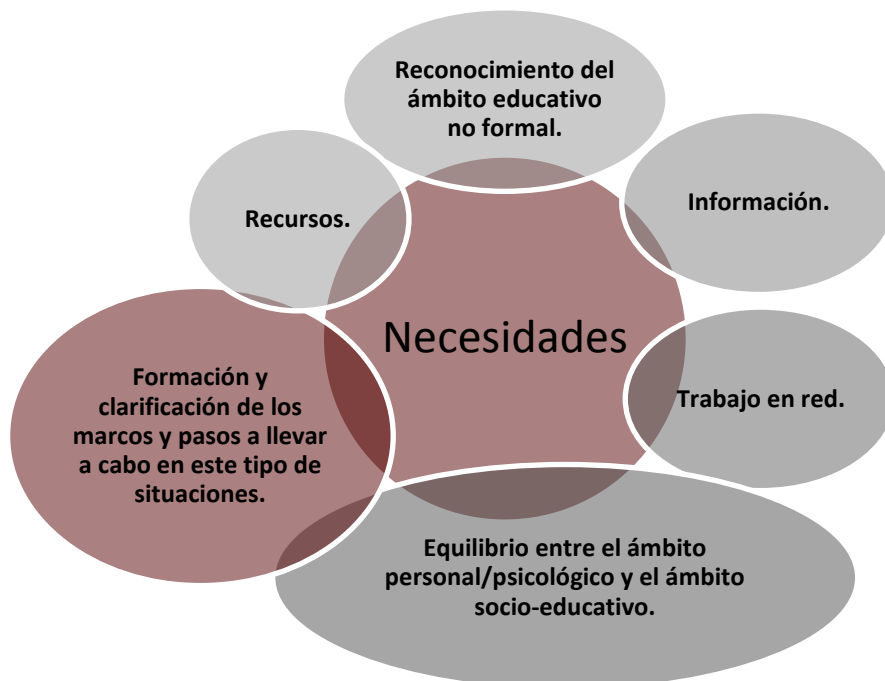 Reconocimiento del
ámbito educativo
no formal.
Información.
Recursos.
Necesidades
Trabajo en red.
Formación y
clarificación de los
marcos y pasos a llevar
a cabo en este tipo de
situaciones.
Equilibrio entre el ámbito
personal/psicológico y el ámbito
socio-educativo.